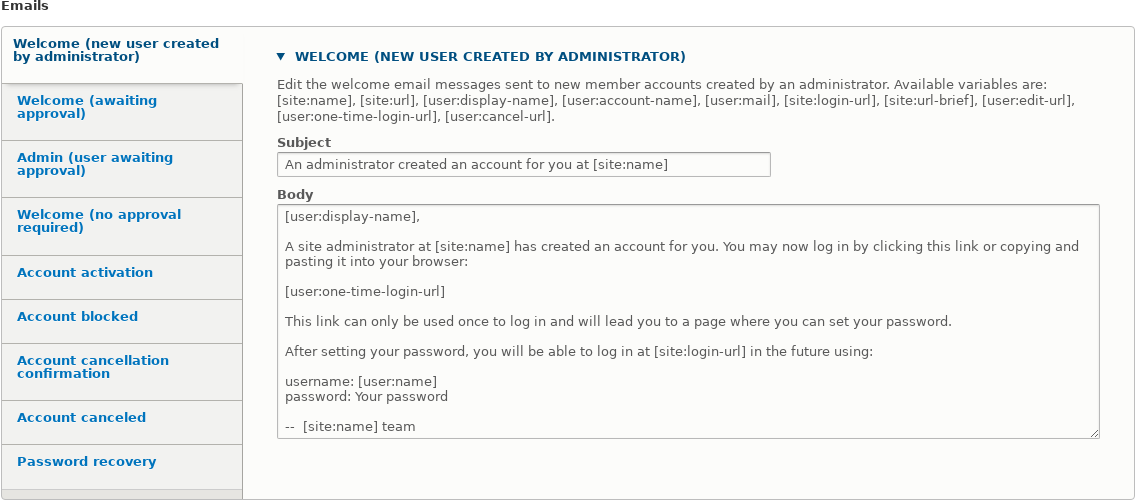 Emails
Welcome (new user created
by administrator)
Welcome (awaiting
approval)
Admin (user awaiting
approval)
Welcome (no approval
required)
Account activation
Account blocked
Account cancellation
confirmation
Account canceled
Password recovery
▼ WELCOME (NEW USER CREATED BY ADMINISTRATOR)
Edit the welcome email messages sent to new member accounts created by an administrator. Available variables are:
[site:name], [site:url], [user:display-name], [user:account-name], [user:mail], [site:login-url], [site:url-brief], [user:edit-url],
[user:one-time-login-url], [user:cancel-url].
Subject
An administrator created an account for you at [site:name]
Body
[user:display-name],
A site administrator at [site:name] has created an account for you. You may now log in by clicking this link or copying and
pasting it into your browser:
[user:one-time-login-url]
This link can only be used once to log in and will lead you to a page where you can set your password.
After setting your password, you will be able to log in at [site:login-url] in the future using:
username: [user:name]
password: Your password
--  [site:name] team